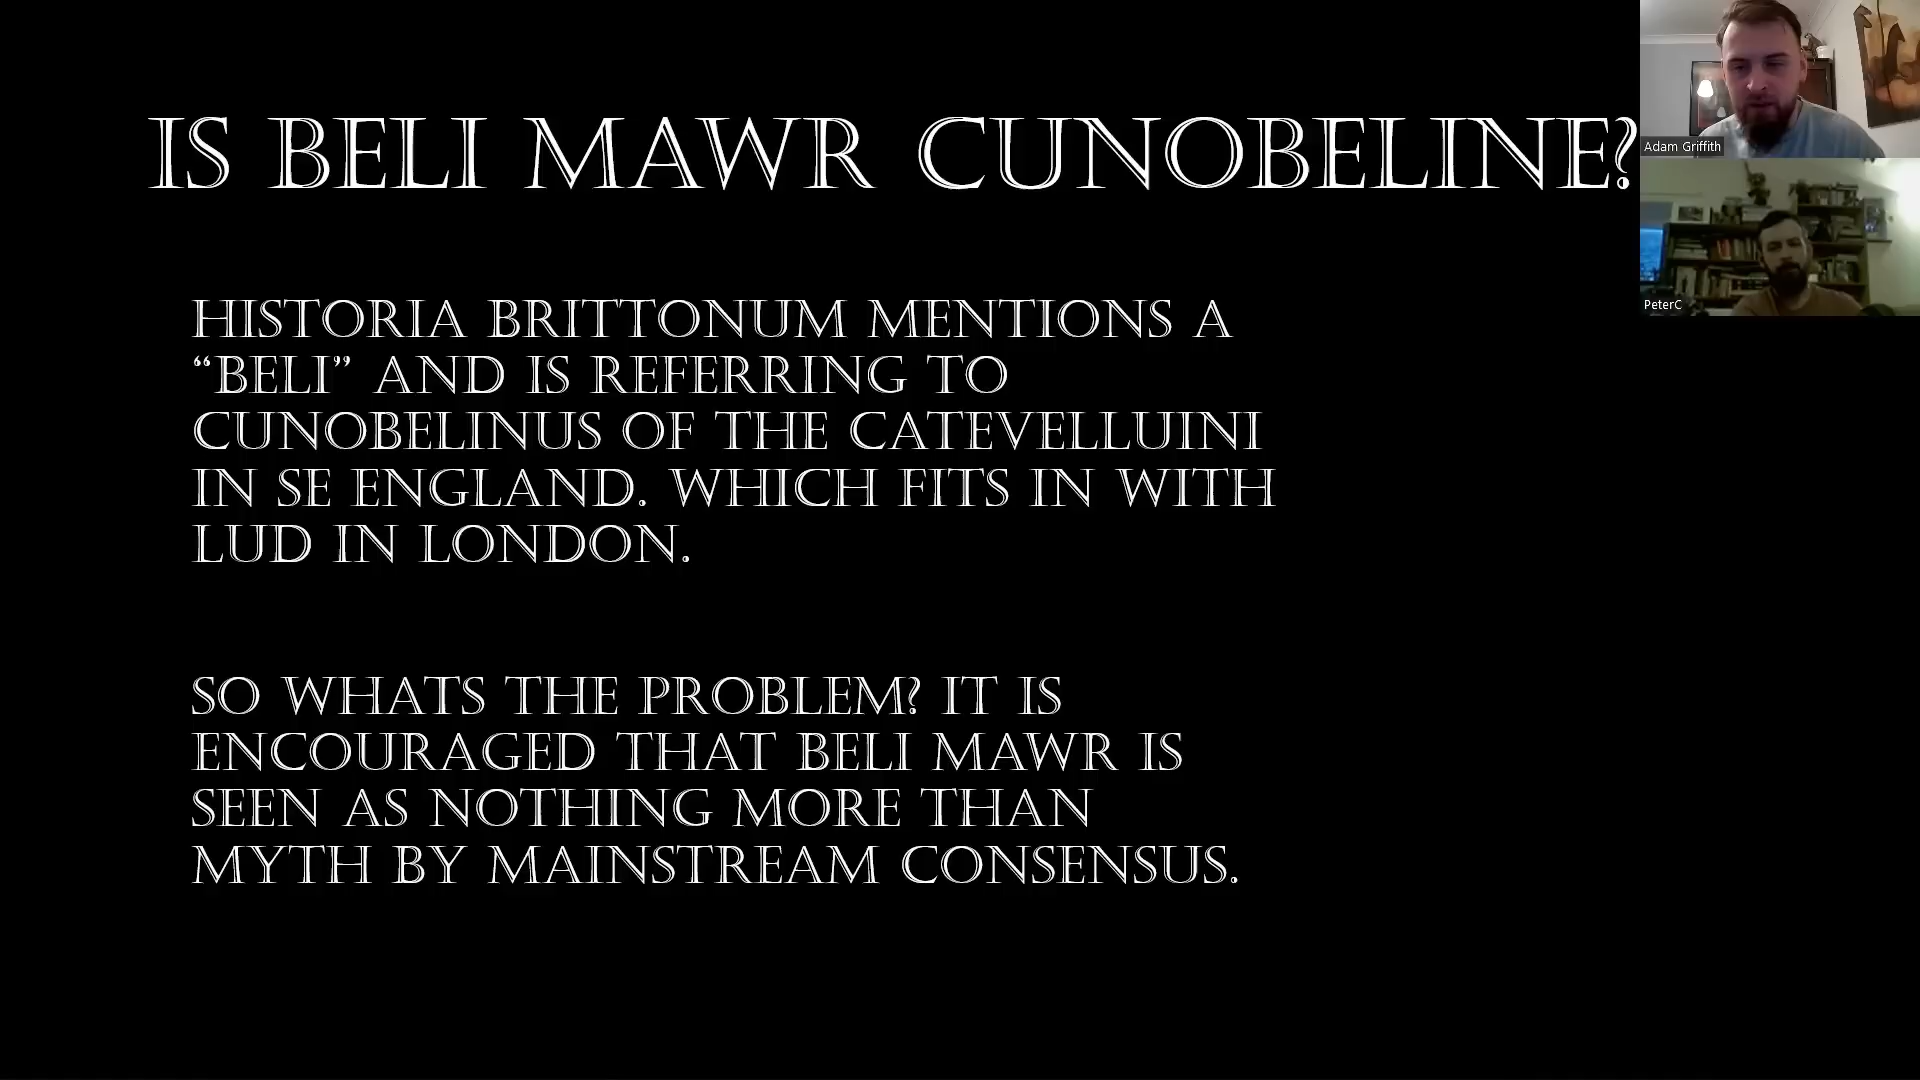 IS BELI MAWR CUNOBELINE?
HISTORIA BRITTONUM MENTIONS A
“BELI” AND IS REFERRING TO
CUNOBELINUS OF THE CATEVELLUINI
IN SE ENGLAND. WHICH FITS IN WITH
LUD IN LONDON.
SO WHATS THE PROBLEM? IT IS
ENCOURAGED THAT BELI MAWR IS
SEEN AS NOTHING MORE THAN
MYTH BY MAINSTREAM CONSENSUS.
Adam Griffith
PeterC